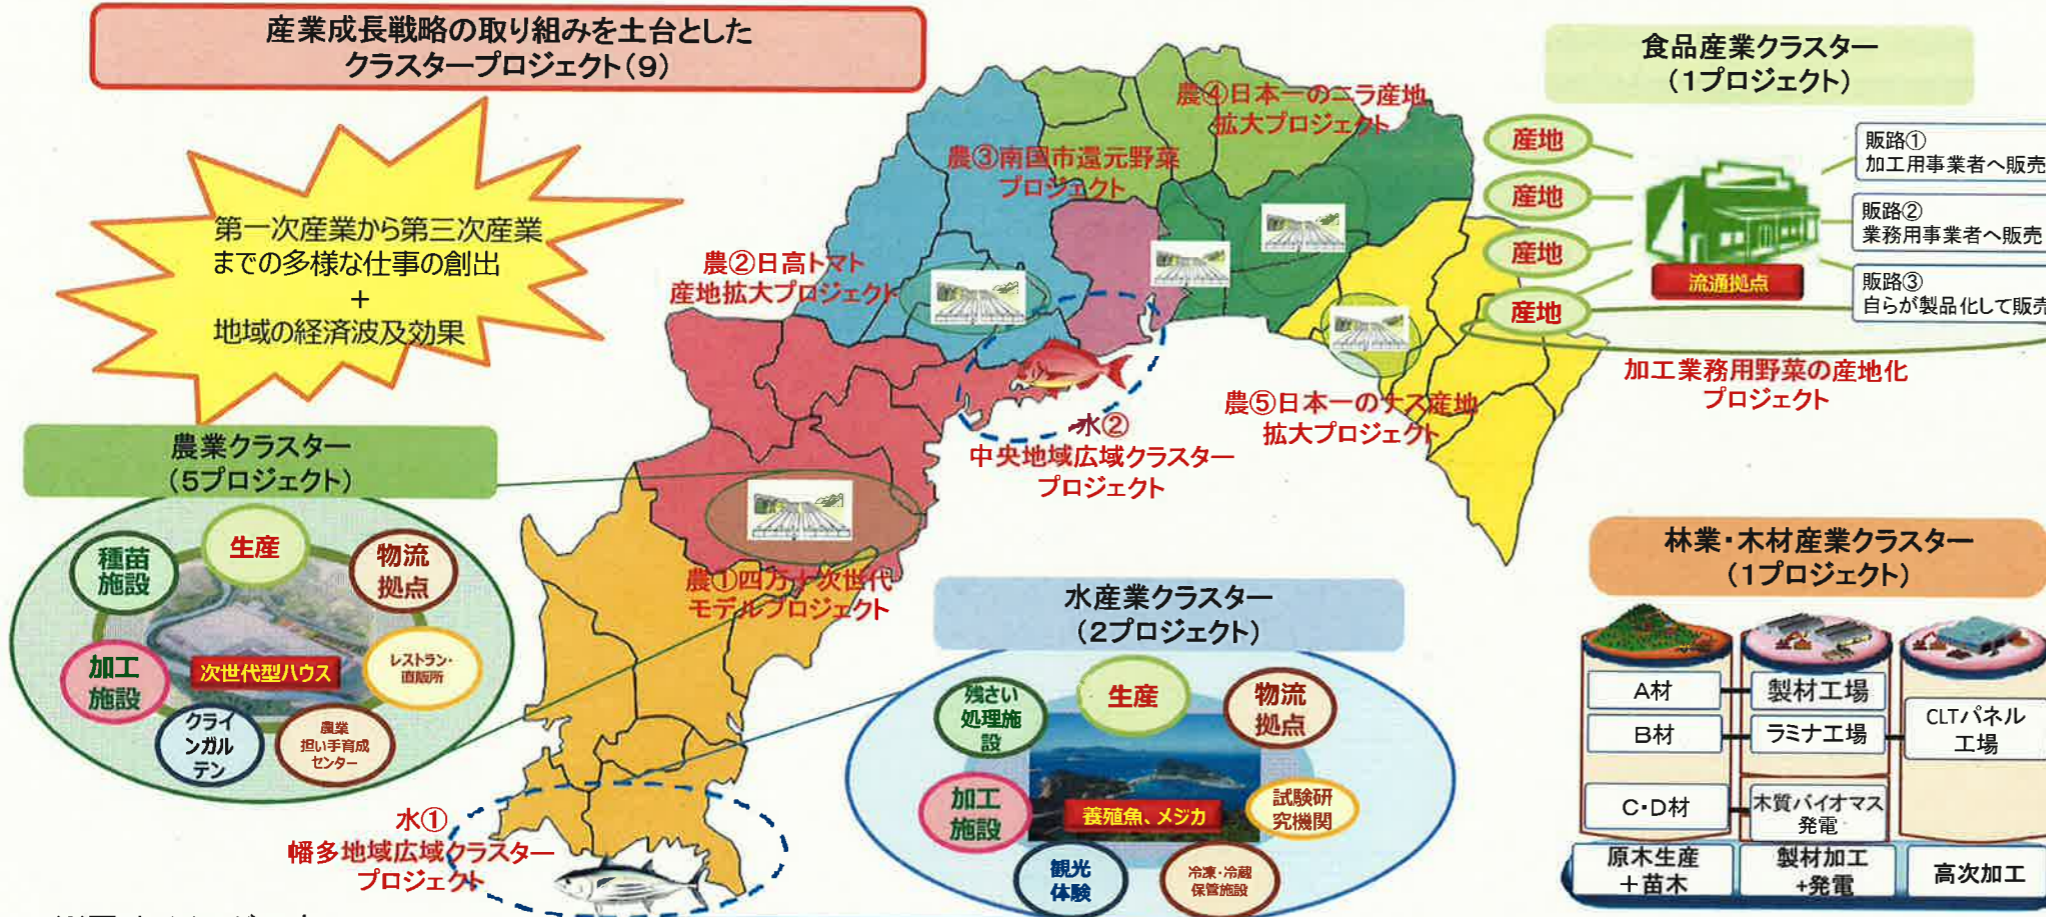 産業成長戦略の取り組みを土台とした
クラスタープロジェクト(9)
第一次産業から第三次産業
までの多様な仕事の創出
+
地域の経済波及効果
農④日本一のニラ産地
拡大プロジェクト
農③南国市還元野菜
プロジェクト
農②日高トマト
産地拡大プロジェクト
農⑤日本一のナス産地
拡大プロジェクト
水②
中央地域広域クラスター
プロジェクト
農①四万十次世代
モデルプロジェクト
水①
幡多地域広域クラスター
プロジェクト
食品産業クラスター
(1プロジェクト)
産地
産地
産地
産地
流通拠点
販路①
加工用事業者へ販売
販路②
業務用事業者へ販売
販路③
自らが製品化して販売
加工業務用野菜の産地化
プロジェクト
農業クラスター
(5プロジェクト)
生産
種苗
施設
物流
拠点
加工
施設
次世代型ハウス
レストラン・
直販所
クライ
ンガル
テン
農業
担い手育成
センター
水産業クラスター
(2プロジェクト)
生産
残さい
処理施
設
物流
拠点
加工
施設
養殖魚、メジカ
試験研
究機関
観光
体験
冷凍・冷蔵
保管施設
林業・木材産業クラスター
(1プロジェクト)
A材
製材工場
B材
ラミナ工場
CLTパネル
工場
C・D材
木質バイオマス
発電
原木生産
+苗木
製材加工
+発電
高次加工